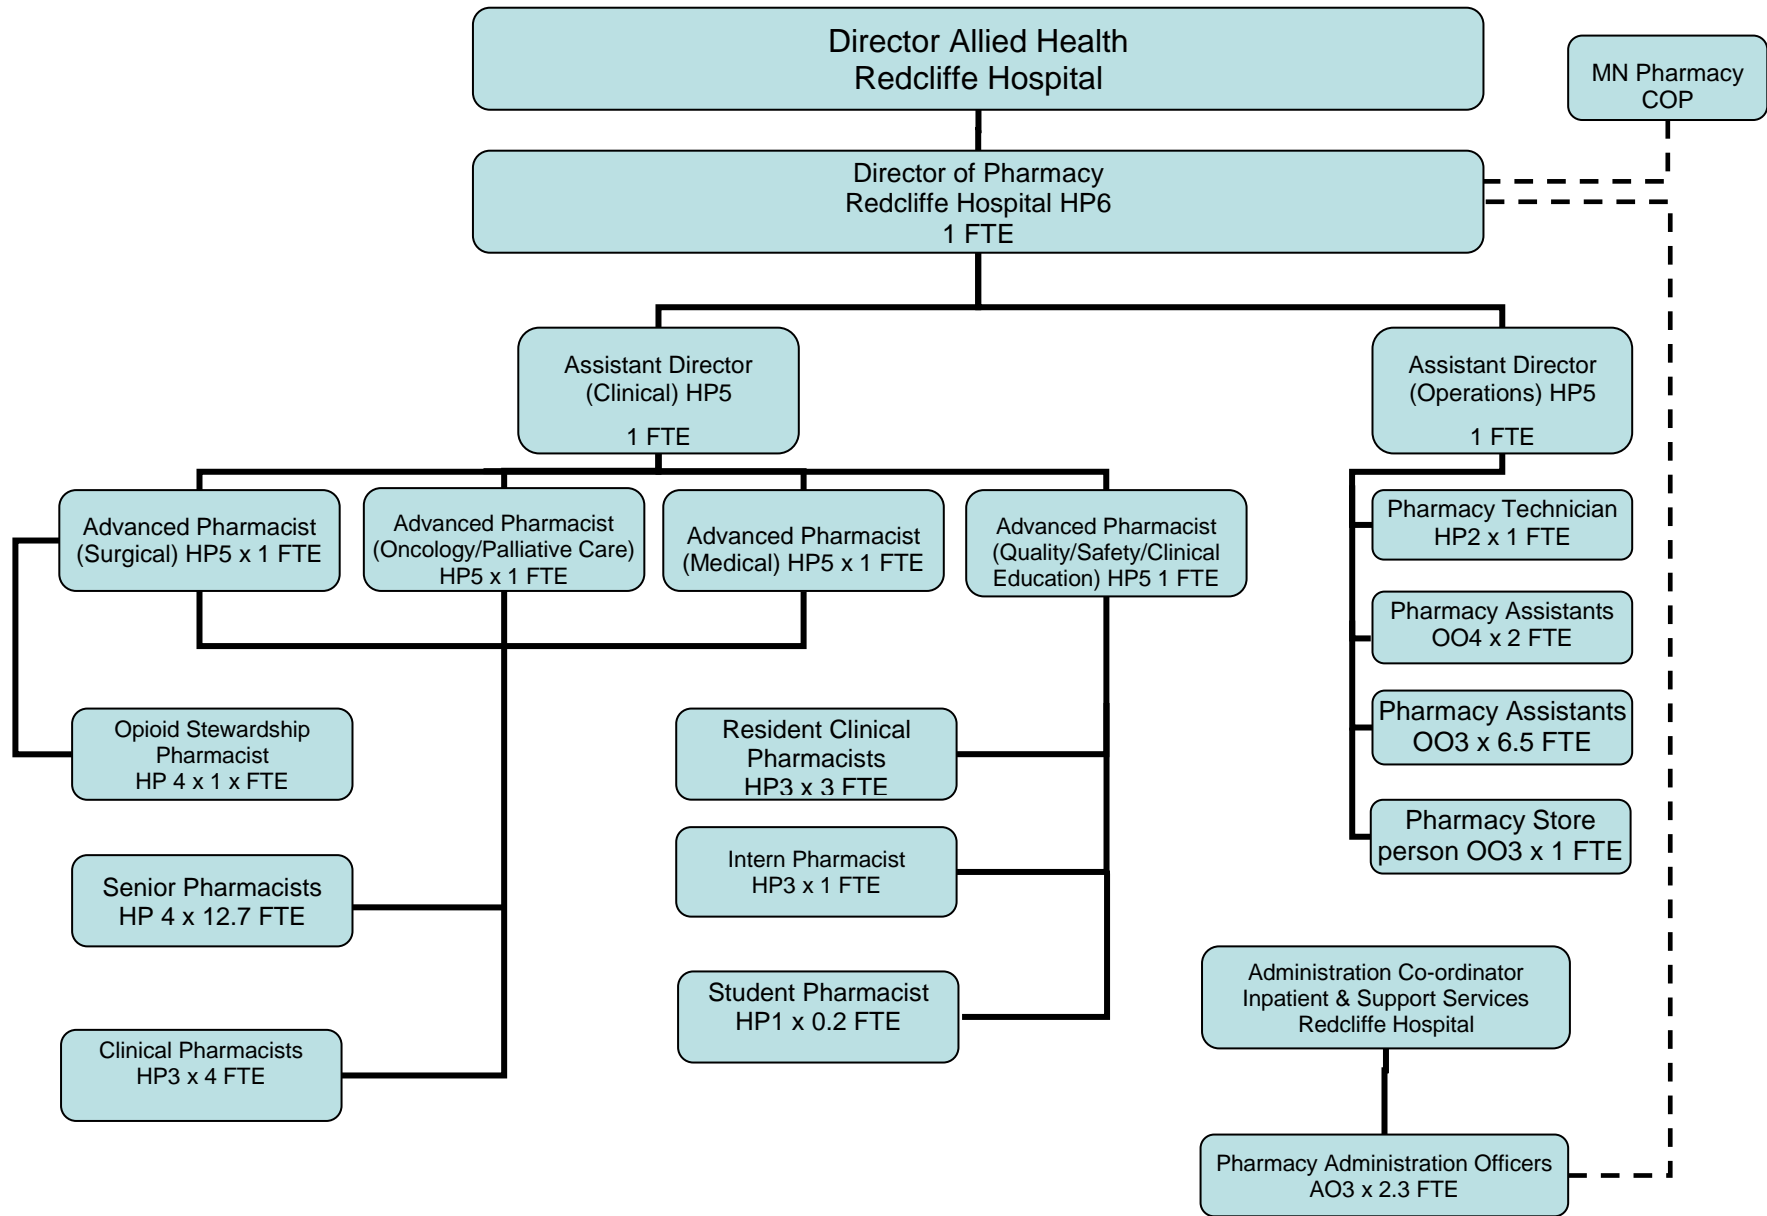 Director Allied Health
Redcliffe Hospital
MN Pharmacy
COP
Director of Pharmacy
Redcliffe Hospital HP6
1 FTE
Assistant Director
(Clinical) HP5
1 FTE
Assistant Director
(Operations) HP5
1 FTE
Advanced Pharmacist
(Surgical) HP5 x 1 FTE
Advanced Pharmacist
(Oncology/Palliative Care)
HP5 x 1 FTE
Advanced Pharmacist
(Medical) HP5 x 1 FTE
Advanced Pharmacist
(Quality/Safety/Clinical
Education) HP5 1 FTE
Pharmacy Technician
HP2 x 1 FTE
Pharmacy Assistants
OO4 x 2 FTE
Pharmacy Assistants
OO3 x 6.5 FTE
Pharmacy Store
person OO3 x 1 FTE
Opioid Stewardship
Pharmacist
HP 4 x 1 x FTE
Resident Clinical
Pharmacists
HP3 x 3 FTE
Senior Pharmacists
HP 4 x 12.7 FTE
Intern Pharmacist
HP3 x 1 FTE
Clinical Pharmacists
HP3 x 4 FTE
Student Pharmacist
HP1 x 0.2 FTE
Administration Co-ordinator
Inpatient & Support Services
Redcliffe Hospital
Pharmacy Administration Officers
AO3 x 2.3 FTE